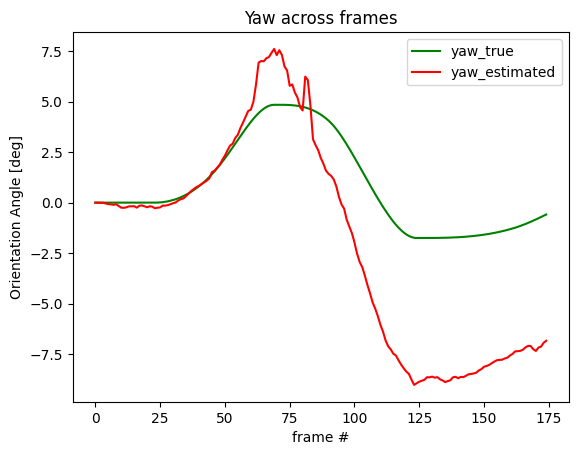 Yaw across frames
yaw_true
yaw_estimated
Orientation Angle [deg]
7.5
5.0
2.5
0.0
−2.5
−5.0
−7.5
0 25 50 75 100 125 150 175
frame #